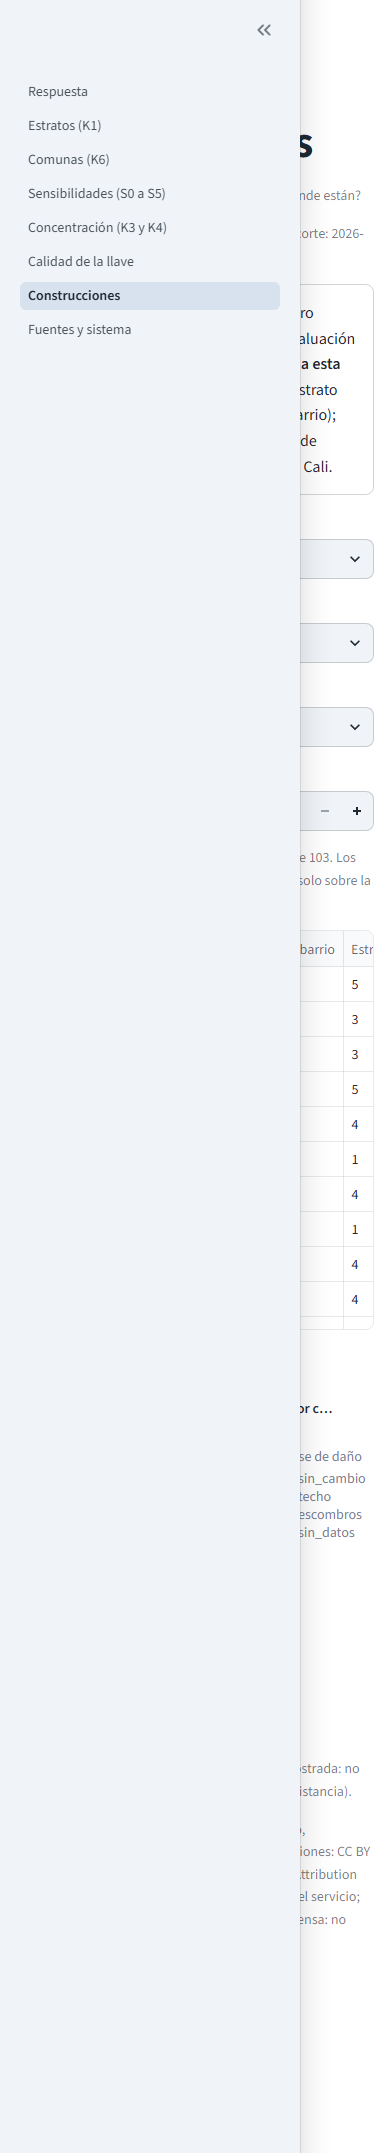 Respuesta
Estratos (K1)
Comunas (K6)
Sensibilidades (S0 a S5)
Concentración (K3 y K4)
Calidad de la llave
Construcciones
Fuentes y sistema
s
nde están?
orte: 2026-
ro
aluación
a esta
strato
arrio);
de
Cali.
e 103. Los
solo sobre la
barrio Estr
5
3
3
5
4
1
4
1
4
4
or c...
se de daño
sin_cambio
techo
escombros
sin_datos
ostrada: no
istancia).
o,
iones: CC BY
Attribution
el servicio;
ensa: no